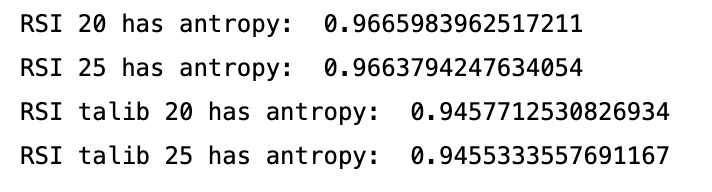 RSI 20 has antropy:  0.9665983962517211
RSI 25 has antropy:  0.9663794247634054
RSI talib 20 has antropy:  0.9457712530826934
RSI talib 25 has antropy:  0.9455333557691167